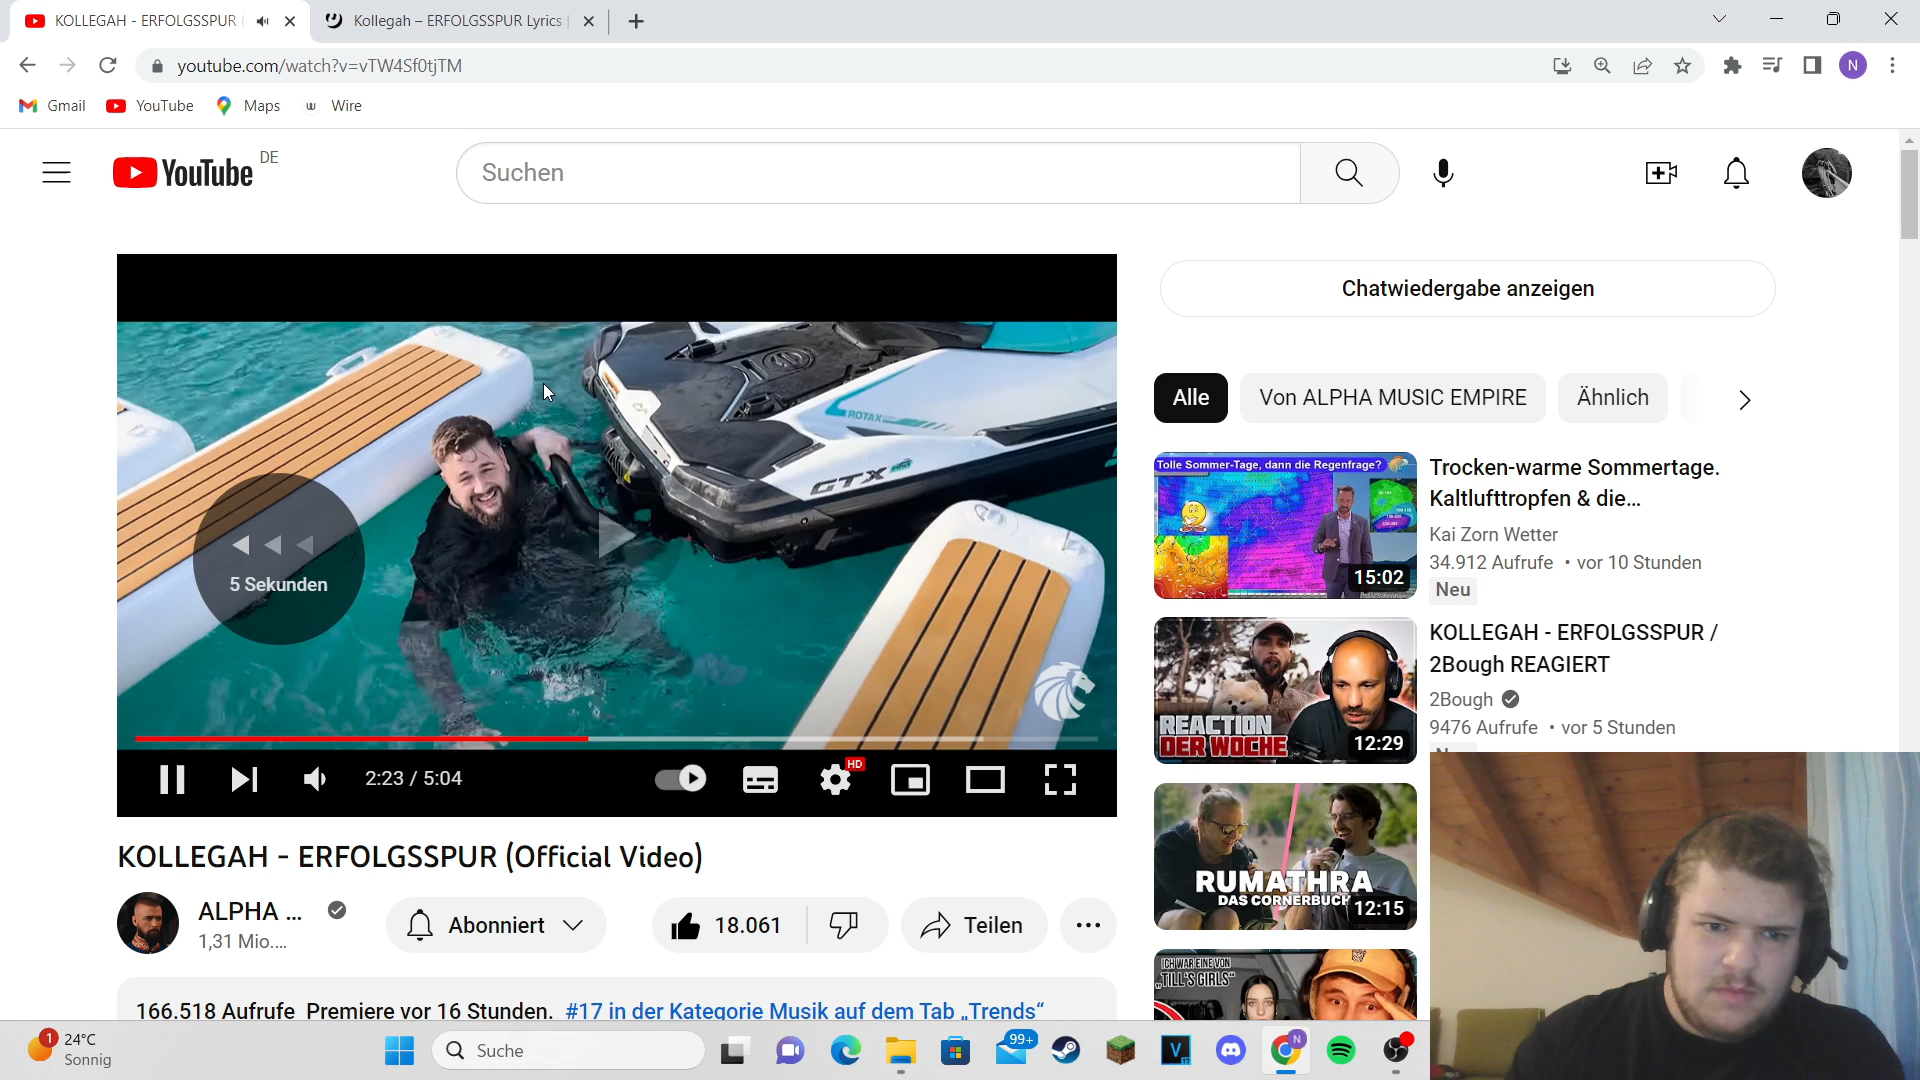 KOLLEGAH - ERFOLGSSPUR (
Kollegah – ERFOLGSSPUR Lyrics |
youtube.com/watch?v=vTW4Sf0tjTM
N
Gmail
YouTube
Maps
Wire
YouTube DE
Suchen
ROTAX
GTX
5 Sekunden
2:23 / 5:04
HD
KOLLEGAH - ERFOLGSSPUR (Official Video)
ALPHA ...
1,31 Mio....
Abonniert
18.061
Teilen
166.518 Aufrufe Premiere vor 16 Stunden. #17 in der Kategorie Musik auf dem Tab „Trends“
Chatwiedergabe anzeigen
Alle
Von ALPHA MUSIC EMPIRE
Ähnlich
Tolle Sommer-Tage, dann die Regenfrage?
15:02
Trocken-warme Sommertage.
Kaltlufttropfen & die...
Kai Zorn Wetter
34.912 Aufrufe • vor 10 Stunden
Neu
REACTION
DER WOCHE
12:29
KOLLEGAH - ERFOLGSSPUR /
2Bough REAGIERT
2Bough
9476 Aufrufe • vor 5 Stunden
RUMATHRA
DAS CORNERBUCH
12:15
ICH WAR EINE VON
„TILL'S GIRLS“
1
24°C
Sonnig
Suche
99+
V
N